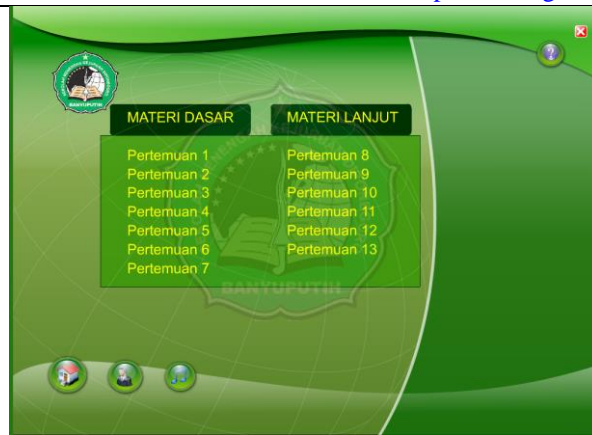 MATERI DASAR
Pertemuan 1
Pertemuan 2
Pertemuan 3
Pertemuan 4
Pertemuan 5
Pertemuan 6
Pertemuan 7
MATERI LANJUT
Pertemuan 8
Pertemuan 9
Pertemuan 10
Pertemuan 11
Pertemuan 12
Pertemuan 13
BANYUPUTIH
BANYUPUTIH
?